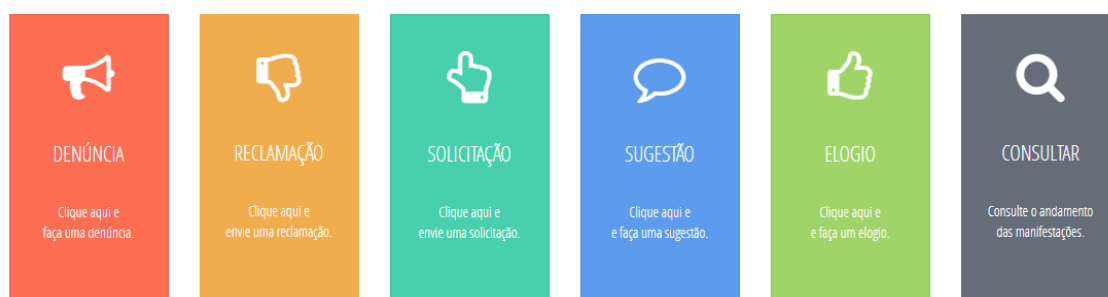 DENÚNCIA
Clique aqui e
faça uma denúncia.
RECLAMAÇÃO
Clique aqui e
envie uma reclamação.
SOLICITAÇÃO
Clique aqui e
envie uma solicitação.
SUGESTÃO
Clique aqui e
e faça uma sugestão.
ELOGIO
Clique aqui e
e faça um elogio.
CONSULTAR
Consulte o andamento
das manifestações.